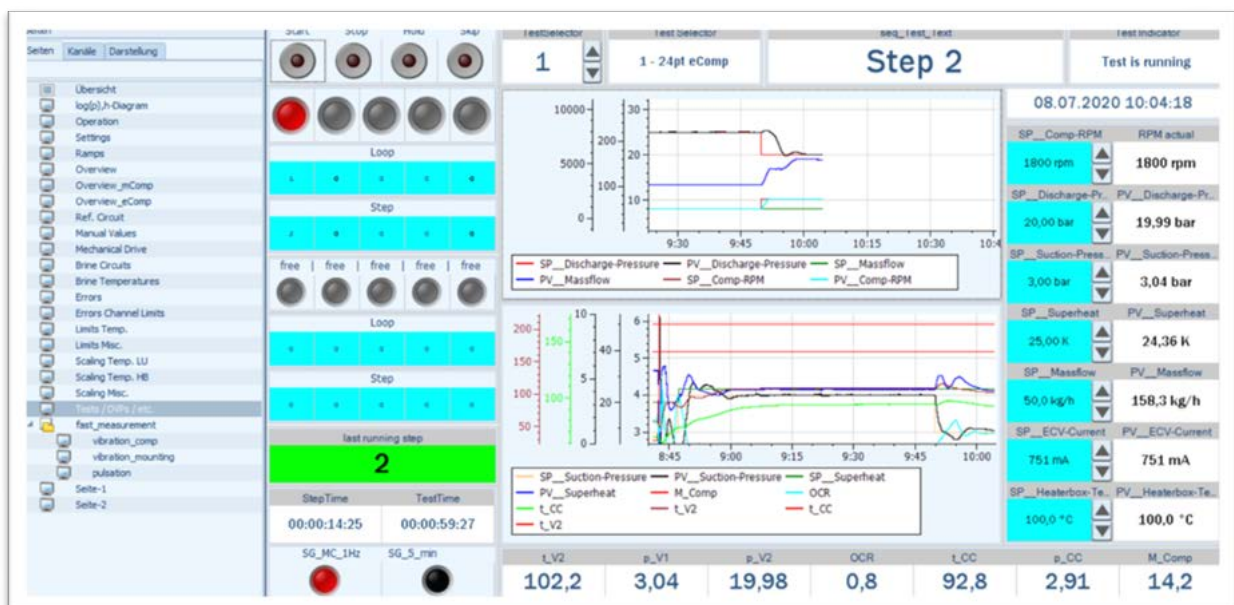 Seiten
Seiten Kanäle Darstellung
Übersicht
log(p),h-Diagram
Operation
Settings
Ramps
Overview
Overview_mComp
Overview_eComp
Ref. Circuit
Manual Values
Mechanical Drive
Brine Circuits
Brine Temperatures
Errors
Errors Channel Limits
Limits Temp.
Limits Misc.
Scaling Temp. LU
Scaling Temp. HB
Scaling Misc.
Tests / DVPs / etc.
fast_measurement
vibration_comp
vibration_mounting
pulsation
Seite-1
Seite-2
Start Stop Hold Skip
Loop
Step
free free free free free
Loop
Step
last running step
2
StepTime TestTime
00:00:14:25 00:00:59:27
SG_MC_1Hz SG_5_min
TestSelector Test Selector seq_Test_Text Test Indicator
1 1 - 24pt eComp Step 2 Test is running
10000 5000 0
200 100
30 20 10
9:30 9:45 10:00 10:15 10:30 10:4
SP__Discharge-Pressure PV__Discharge-Pressure SP__Massflow
PV__Massflow SP__Comp-RPM PV__Comp-RPM
200 150 100 50
150 100
10 5 0
40 20
6 5 4 3
8:45 9:00 9:15 9:30 9:45 10:00
SP__Suction-Pressure PV__Suction-Pressure SP__Superheat
PV__Superheat M_Comp OCR
t_CC t_V2 t_CC
t_V2
08.07.2020 10:04:18
SP__Comp-RPM RPM actual
1800 rpm 1800 rpm
SP__Discharge-Pr.. PV__Discharge-Pr..
20,00 bar 19,99 bar
SP__Suction-Press.. PV__Suction-Press..
3,00 bar 3,04 bar
SP__Superheat PV__Superheat
25,00 K 24,36 K
SP__Massflow PV__Massflow
50,0 kg/h 158,3 kg/h
SP__ECV-Current PV__ECV-Current
751 mA 751 mA
SP__Heaterbox-Te.. PV__Heaterbox-Te..
100,0 °C 100,0 °C
t_V2 p_V1 p_V2 OCR t_CC p_CC M_Comp
102,2 3,04 19,98 0,8 92,8 2,91 14,2